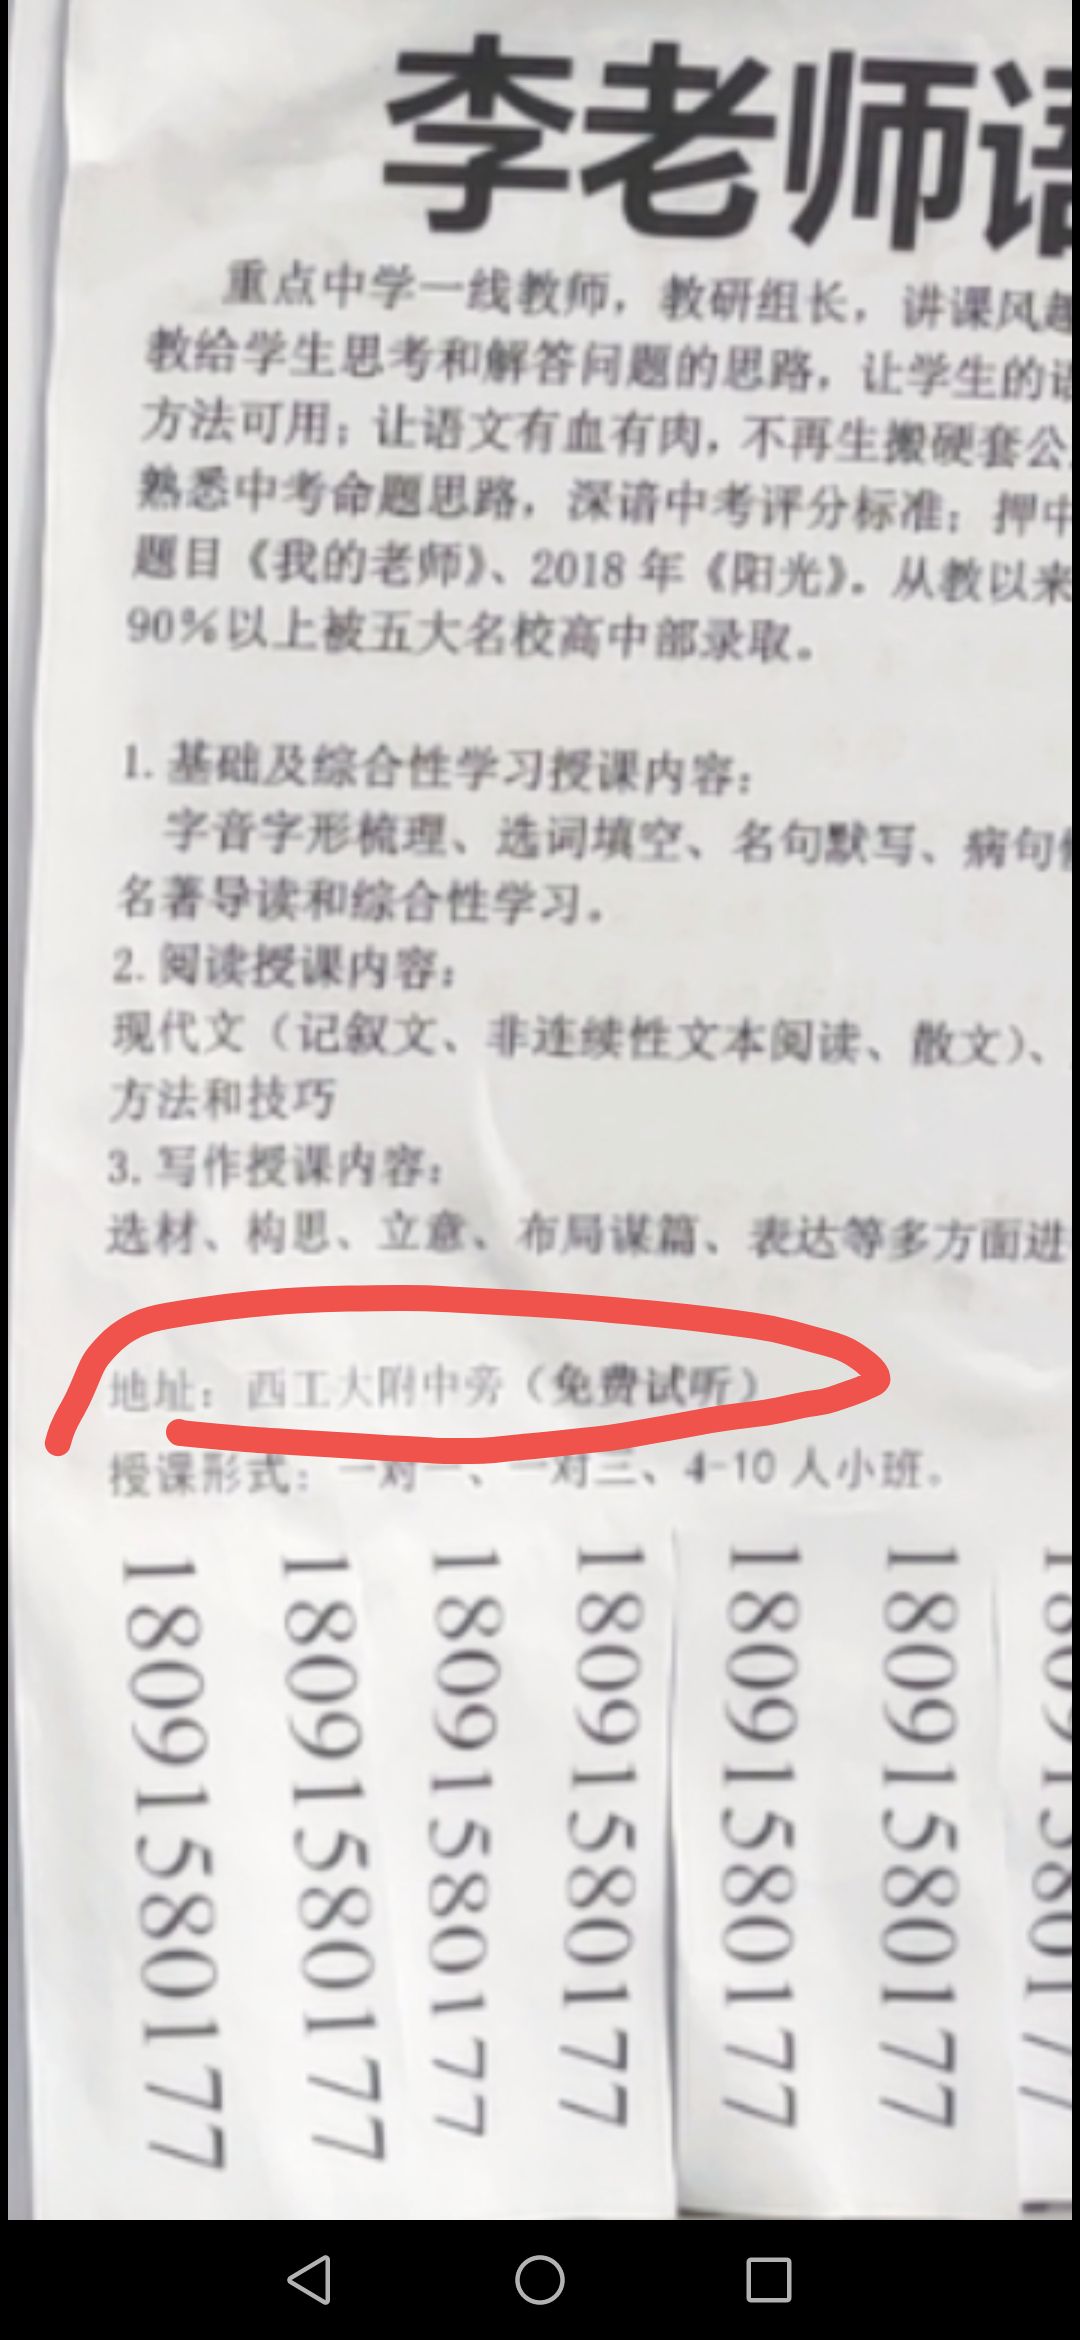 李老师语
重点中学一线教师，教研组长，讲课风趣
教给学生思考和解答问题的思路，让学生的语
方法可用；让语文有血有肉，不再生搬硬套公
熟悉中考命题思路，深谙中考评分标准；押中
题目《我的老师》、2018 年《阳光》。从教以来
90%以上被五大名校高中部录取。
1. 基础及综合性学习授课内容：
字音字形梳理、选词填空、名句默写、病句
名著导读和综合性学习。
2. 阅读授课内容：
现代文（记叙文、非连续性文本阅读、散文）、
方法和技巧
3. 写作授课内容：
选材、构思、立意、布局谋篇、表达等多方面进
地址：西工大附中旁（免费试听）
授课形式：一对一、一对三、4-10 人小班。
18091580177
18091580177
18091580177
18091580177
18091580177
18091580177
18091580177